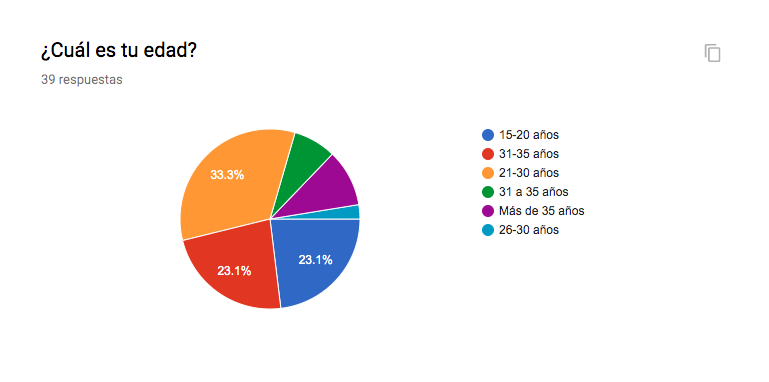 ¿Cuál es tu edad?
39 respuestas
33.3%
23.1%
23.1%
15-20 años
31-35 años
21-30 años
31 a 35 años
Más de 35 años
26-30 años